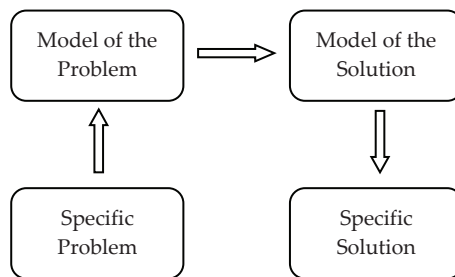 Model of the
Problem
Model of the
Solution
Specific
Problem
Specific
Solution